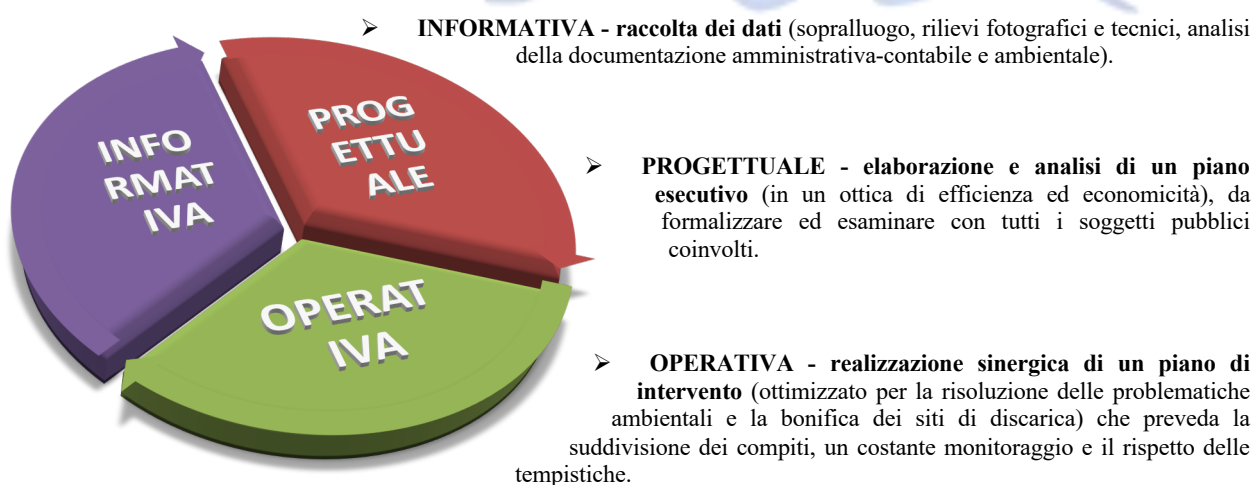 ➢ INFORMATIVA - raccolta dei dati (sopralluogo, rilievi fotografici e tecnici, analisi
della documentazione amministrativa-contabile e ambientale).
INFO
RMAT
IVA
PROG
ETTU
ALE
➢ PROGETTUALE - elaborazione e analisi di un piano
esecutivo (in un ottica di efficienza ed economicità), da
formalizzare ed esaminare con tutti i soggetti pubblici
coinvolti.
OPERAT
IVA
➢ OPERATIVA - realizzazione sinergica di un piano di
intervento (ottimizzato per la risoluzione delle problematiche
ambientali e la bonifica dei siti di discarica) che preveda la
suddivisione dei compiti, un costante monitoraggio e il rispetto delle
tempistiche.